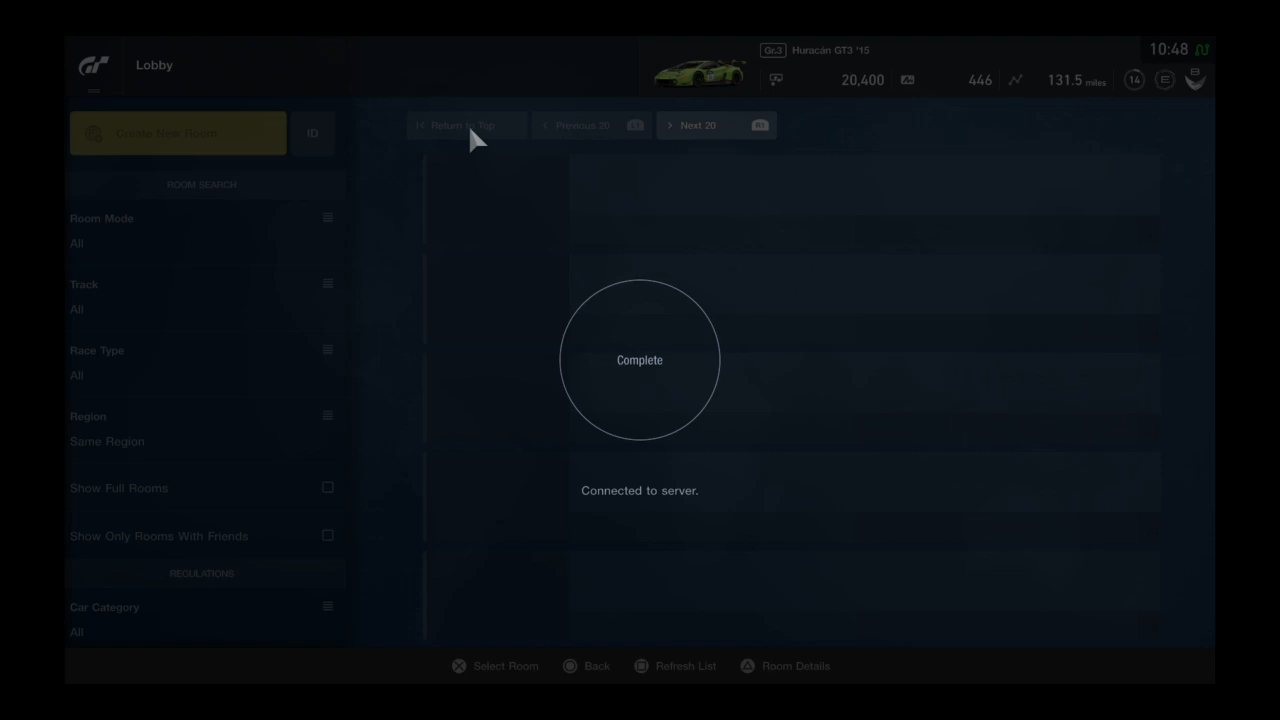 Lobby
Gr.3 Huracán GT3 '15
10:48
20,400 446 131.5 miles 14 E B
Create New Room ID
Return to Top Previous 20 L1 Next 20 R1
ROOM SEARCH
Room Mode
All
Track
All
Race Type
All
Region
Same Region
Show Full Rooms
Show Only Rooms With Friends
REGULATIONS
Car Category
All
Complete
Connected to server.
Select Room Back Refresh List Room Details